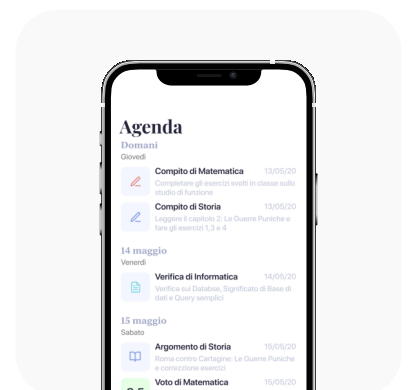 Agenda
Domani
Giovedì
Compito di Matematica 13/05/20
Completare gli esercizi svolti in classe sullo
studio di funzione
Compito di Storia 13/05/20
Leggere il capitolo 2: Le Guerre Puniche e
fare gli esercizi 1,3 e 4
14 maggio
Venerdì
Verifica di Informatica 14/05/20
Verifica sui Databse, Significato di Base di
dati e Query semplici
15 maggio
Sabato
Argomento di Storia 15/05/20
Roma contro Cartagine: Le Guerre Puniche
e correzzione esercizi
Voto di Matematica 15/05/20